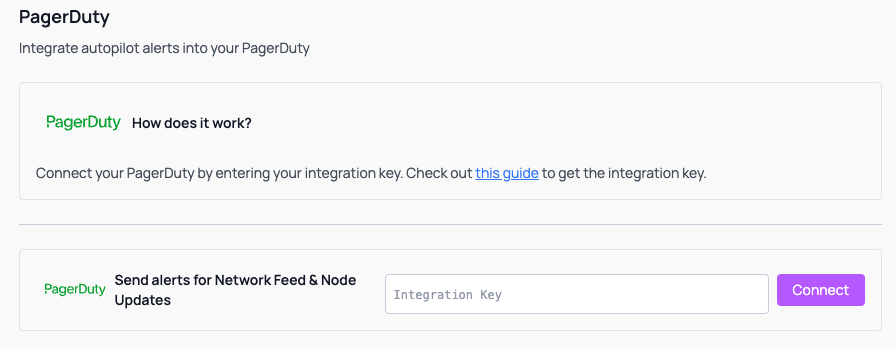 PagerDuty
Integrate autopilot alerts into your PagerDuty
PagerDuty How does it work?
Connect your PagerDuty by entering your integration key. Check out this guide to get the integration key.
PagerDuty Send alerts for Network Feed & Node
Updates
Integration Key
Connect